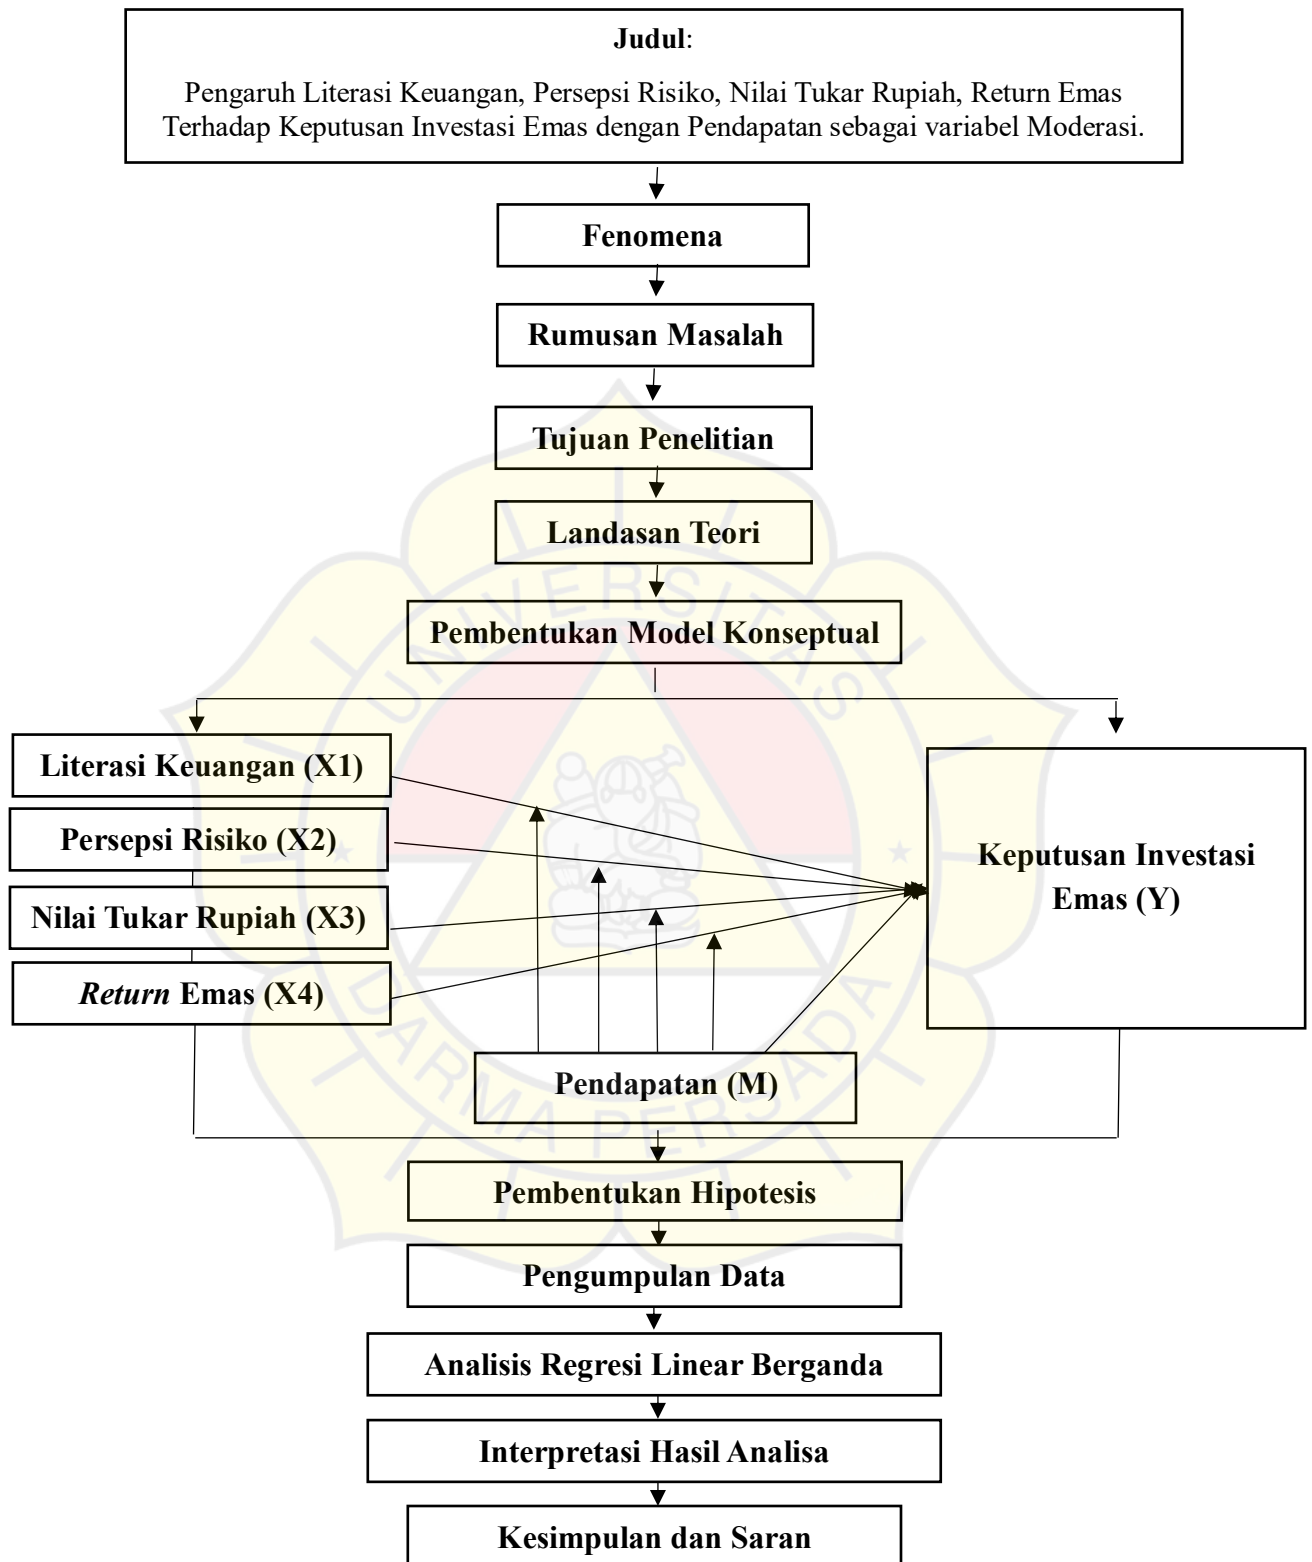 Judul:
Pengaruh Literasi Keuangan, Persepsi Risiko, Nilai Tukar Rupiah, Return Emas
Terhadap Keputusan Investasi Emas dengan Pendapatan sebagai variabel Moderasi.
Fenomena
Rumusan Masalah
Tujuan Penelitian
Landasan Teori
Pembentukan Model Konseptual
Literasi Keuangan (X1)
Persepsi Risiko (X2)
Nilai Tukar Rupiah (X3)
Return Emas (X4)
Keputusan Investasi
Emas (Y)
Pendapatan (M)
Pembentukan Hipotesis
Pengumpulan Data
Analisis Regresi Linear Berganda
Interpretasi Hasil Analisa
Kesimpulan dan Saran
UNIVERSITAS
DARMA PERSADA